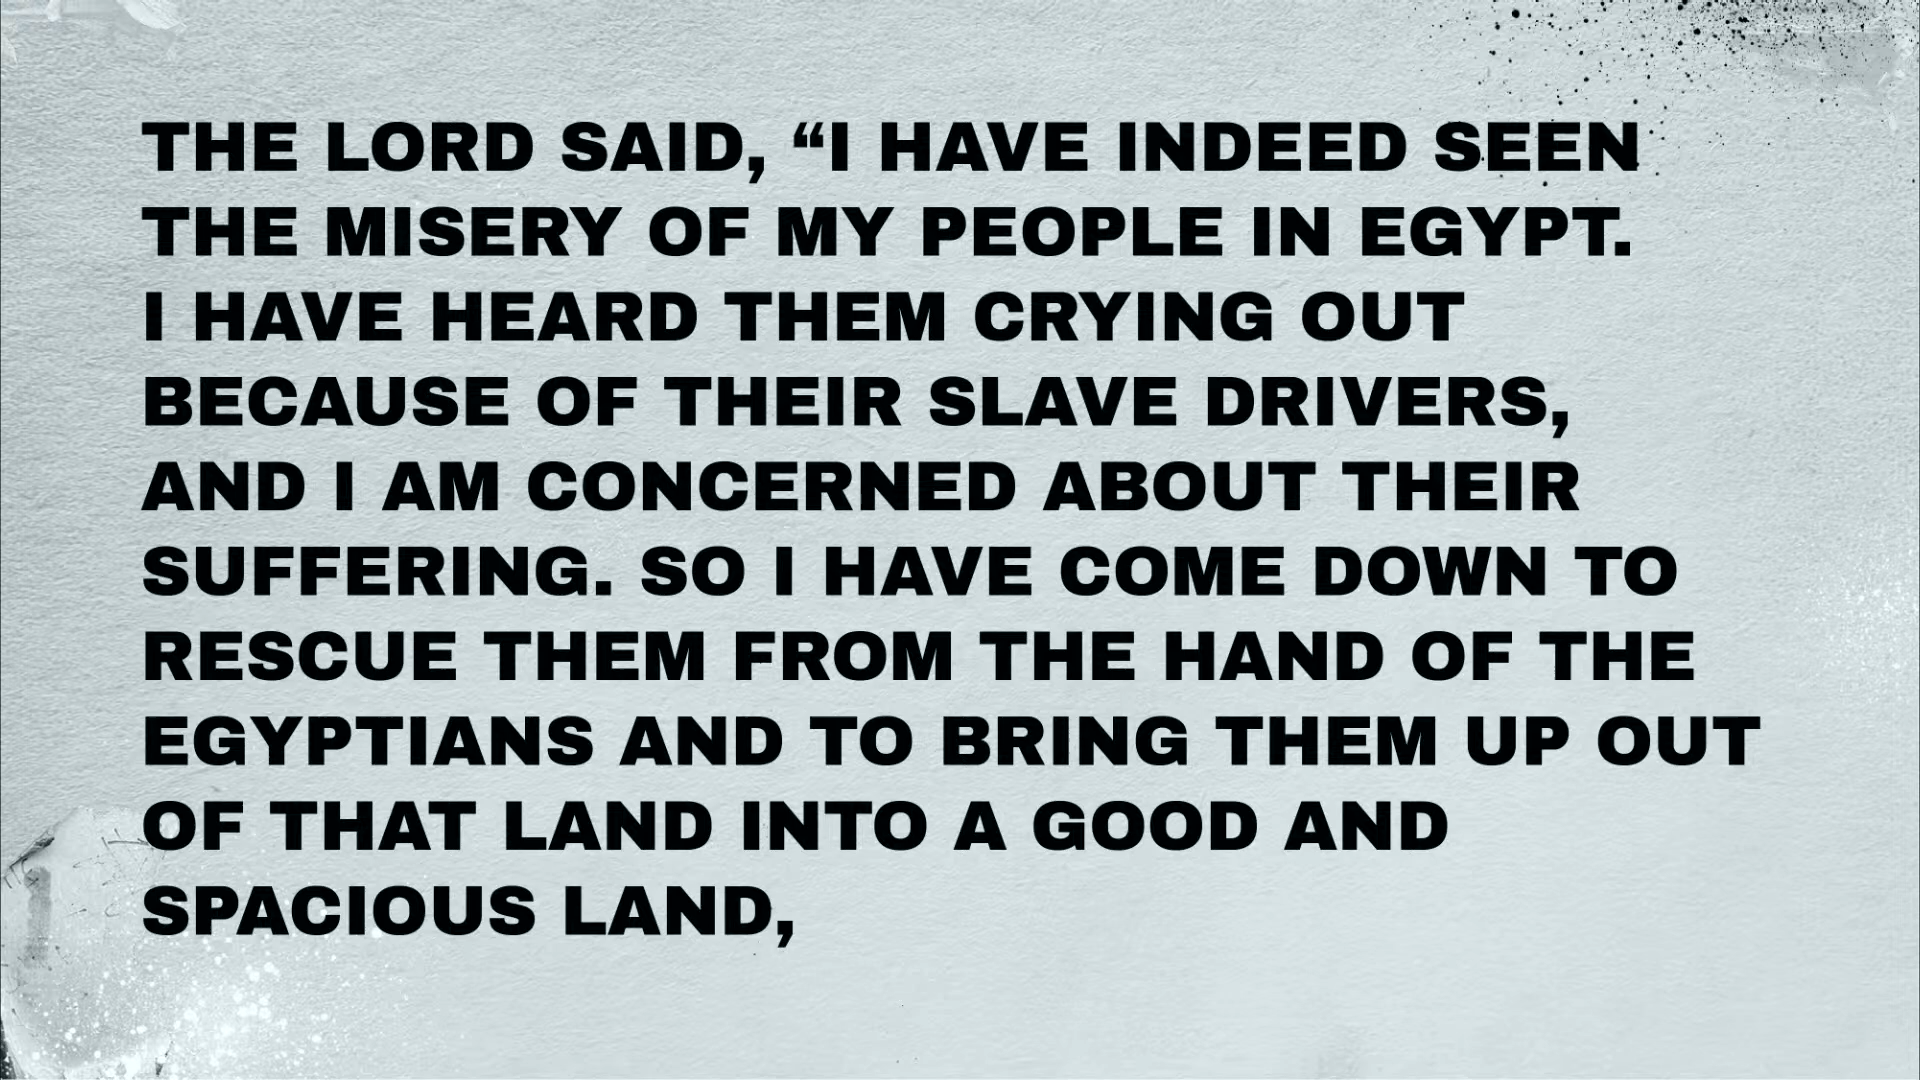 THE LORD SAID, “I HAVE INDEED SEEN
THE MISERY OF MY PEOPLE IN EGYPT.
I HAVE HEARD THEM CRYING OUT
BECAUSE OF THEIR SLAVE DRIVERS,
AND I AM CONCERNED ABOUT THEIR
SUFFERING. SO I HAVE COME DOWN TO
RESCUE THEM FROM THE HAND OF THE
EGYPTIANS AND TO BRING THEM UP OUT
OF THAT LAND INTO A GOOD AND
SPACIOUS LAND,